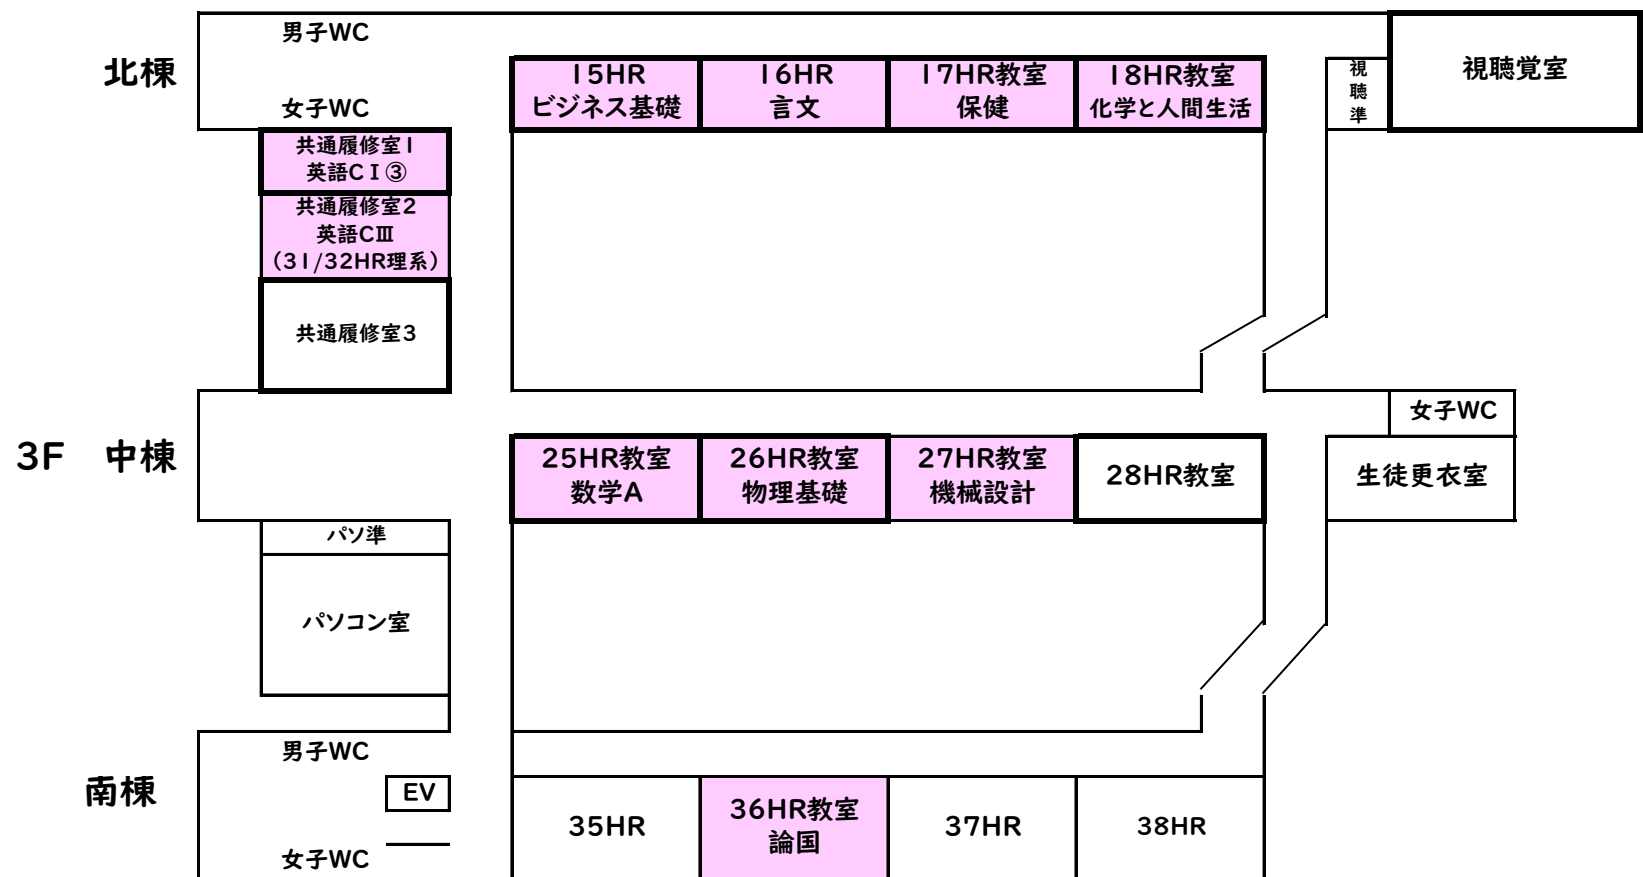 男子WC
視聴覚室
北棟
15HR
ビジネス基礎
16HR
言文
17HR教室
保健
18HR教室
化学と人間生活
視
聴
準
女子WC
共通履修室1
英語CⅠ③
共通履修室2
英語CⅢ
（31/32HR理系）
共通履修室3
女子WC
3F　中棟
25HR教室
数学A
26HR教室
物理基礎
27HR教室
機械設計
28HR教室
生徒更衣室
パソ準
パソコン室
男子WC
南棟
EV
35HR
36HR教室
論国
37HR
38HR
女子WC